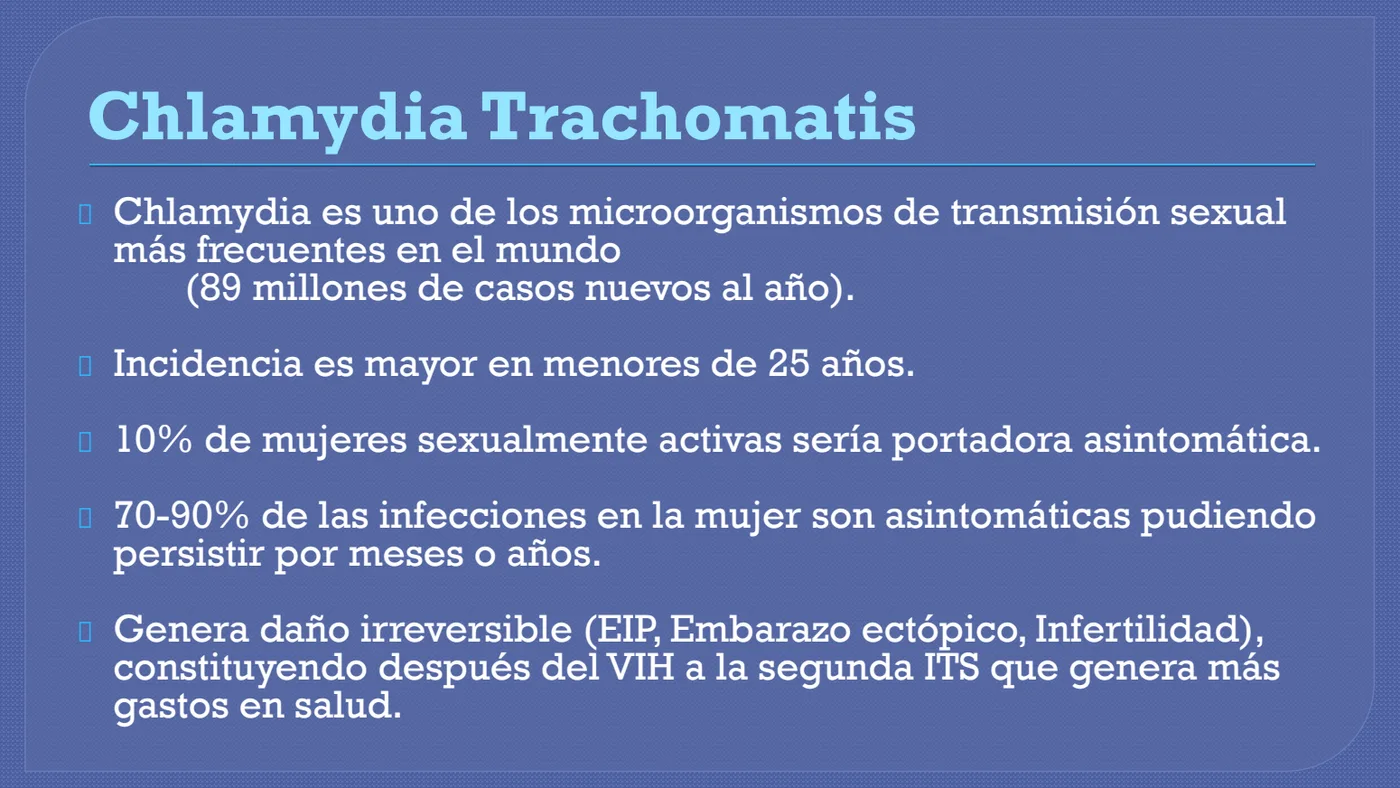 Chlamydia Trachomatis
Chlamydia es uno de los microorganismos de transmisión sexual
más frecuentes en el mundo
(89 millones de casos nuevos al año).
Incidencia es mayor en menores de 25 años.
10% de mujeres sexualmente activas sería portadora asintomática.
70-90% de las infecciones en la mujer son asintomáticas pudiendo
persistir por meses o años.
Genera daño irreversible (EIP, Embarazo ectópico, Infertilidad),
constituyendo después del VIH a la segunda ITS que genera más
gastos en salud.